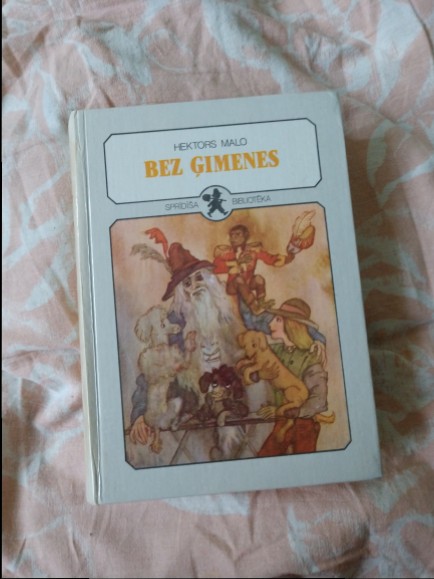 HEKTORS MALO
BEZ ĢIMENES
SPRĪDĪŠA BIBLIOTĒKA